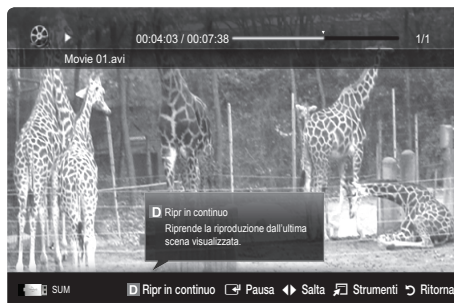 00:04:03 / 00:07:38 1/1
Movie 01.avi
D Ripr in continuo
Riprende la riproduzione dall'ultima
scena visualizzata.
SUM D Ripr in continuo Pausa Salta Strumenti Ritorna